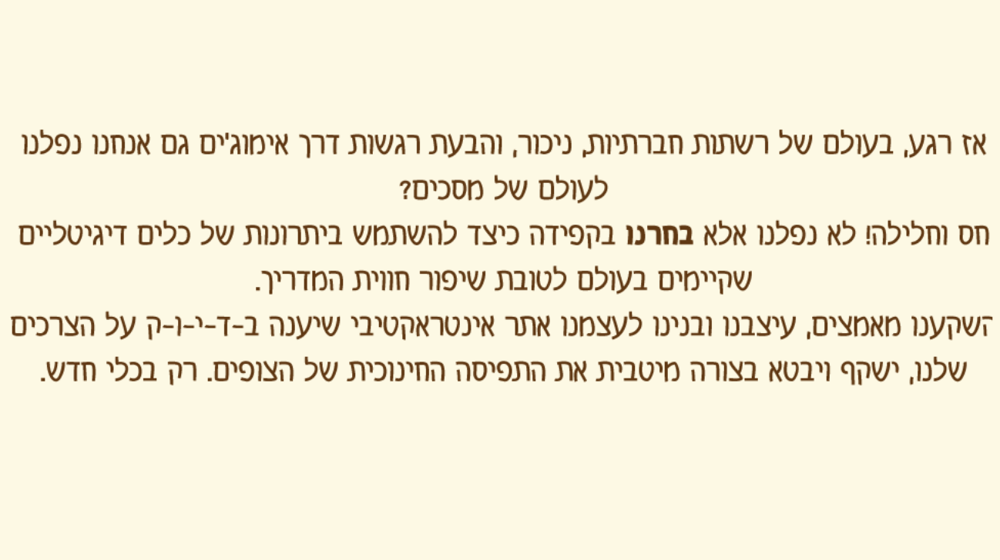 אז רגע, בעולם של רשתות חברתיות, ניכור, והבעת רגשות דרך אימוג'ים גם אנחנו נפלנו
לעולם של מסכים?
חס וחלילה! לא נפלנו אלא בחרנו בקפידה כיצד להשתמש ביתרונות של כלים דיגיטליים
שקיימים בעולם לטובת שיפור חווית המדריך.
השקענו מאמצים, עיצבנו ובנינו לעצמנו אתר אינטראקטיבי שיענה ב-ד-י-ו-ק על הצרכים
שלנו, ישקף ויבטא בצורה מיטבית את התפיסה החינוכית של הצופים. רק בכלי חדש.